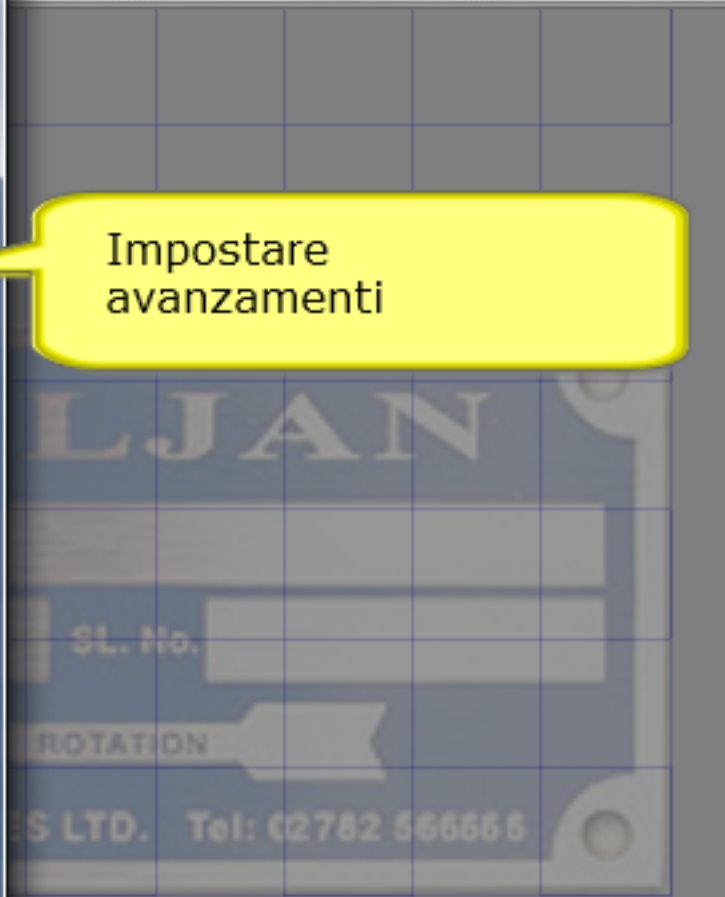 Impostare
avanzamenti
LJAN
SL. No.
ROTATION
S LTD. Tel: 02782 566666